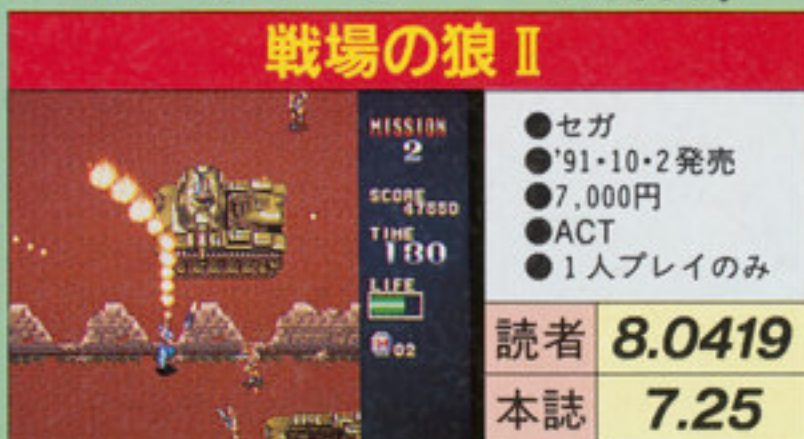 戦場の狼 Ⅱ
MISSION
2
SCORE
47650
TIME
180
LIFE
02
●セガ
●'91・10・2発売
●7,000円
●ACT
●1人プレイのみ
読者 8.0419
本誌 7.25